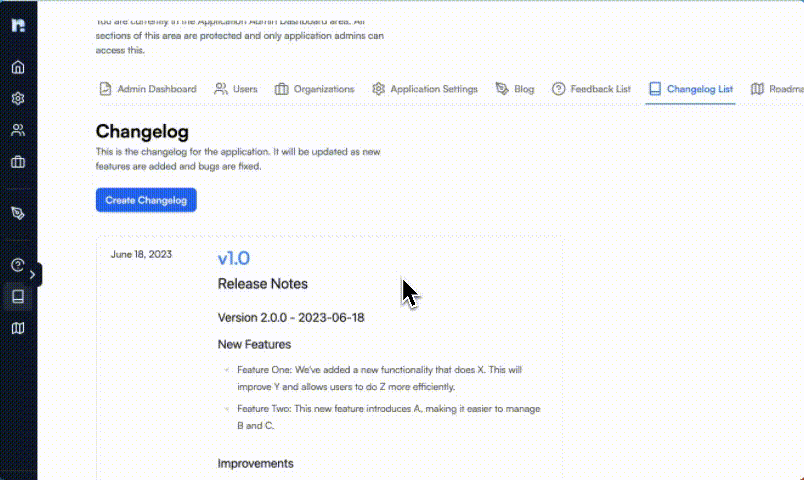 You are currently in the Application Admin Dashboard area. All
sections of this area are protected and only application admins can
access this.
Admin Dashboard
Users
Organizations
Application Settings
Blog
Feedback List
Changelog List
Roadma
Changelog
This is the changelog for the application. It will be updated as new
features are added and bugs are fixed.
Create Changelog
June 18, 2023
v1.0
Release Notes
Version 2.0.0 - 2023-06-18
New Features
Feature One: We've added a new functionality that does X. This will
improve Y and allows users to do Z more efficiently.
Feature Two: This new feature introduces A, making it easier to manage
B and C.
Improvements